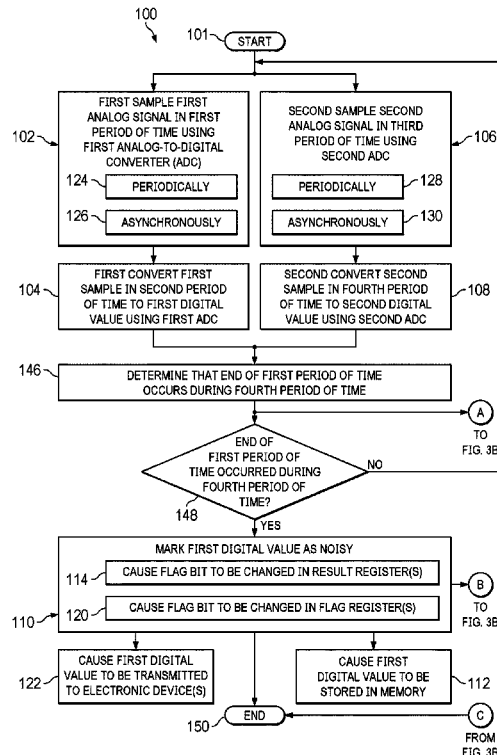 100
101
START
102
FIRST SAMPLE FIRST
ANALOG SIGNAL IN FIRST
PERIOD OF TIME USING
FIRST ANALOG-TO-DIGITAL
CONVERTER (ADC)
124
PERIODICALLY
126
ASYNCHRONOUSLY
SECOND SAMPLE SECOND
ANALOG SIGNAL IN THIRD
PERIOD OF TIME USING
SECOND ADC
106
PERIODICALLY
128
ASYNCHRONOUSLY
130
104
FIRST CONVERT FIRST
SAMPLE IN SECOND PERIOD
OF TIME TO FIRST DIGITAL
VALUE USING FIRST ADC
SECOND CONVERT SECOND
SAMPLE IN FOURTH PERIOD
OF TIME TO SECOND DIGITAL
VALUE USING SECOND ADC
108
146
DETERMINE THAT END OF FIRST PERIOD OF TIME
OCCURS DURING FOURTH PERIOD OF TIME
A
TO
FIG. 3B
END OF
FIRST PERIOD OF
TIME OCCURRED DURING
FOURTH PERIOD OF
TIME?
NO
148
YES
MARK FIRST DIGITAL VALUE AS NOISY
114
CAUSE FLAG BIT TO BE CHANGED IN RESULT REGISTER(S)
120
CAUSE FLAG BIT TO BE CHANGED IN FLAG REGISTER(S)
110
B
TO
FIG. 3B
CAUSE FIRST DIGITAL
VALUE TO BE TRANSMITTED
TO ELECTRONIC DEVICE(S)
122
CAUSE FIRST
DIGITAL VALUE TO BE
STORED IN MEMORY
112
150
END
C
FROM
FIG. 3B